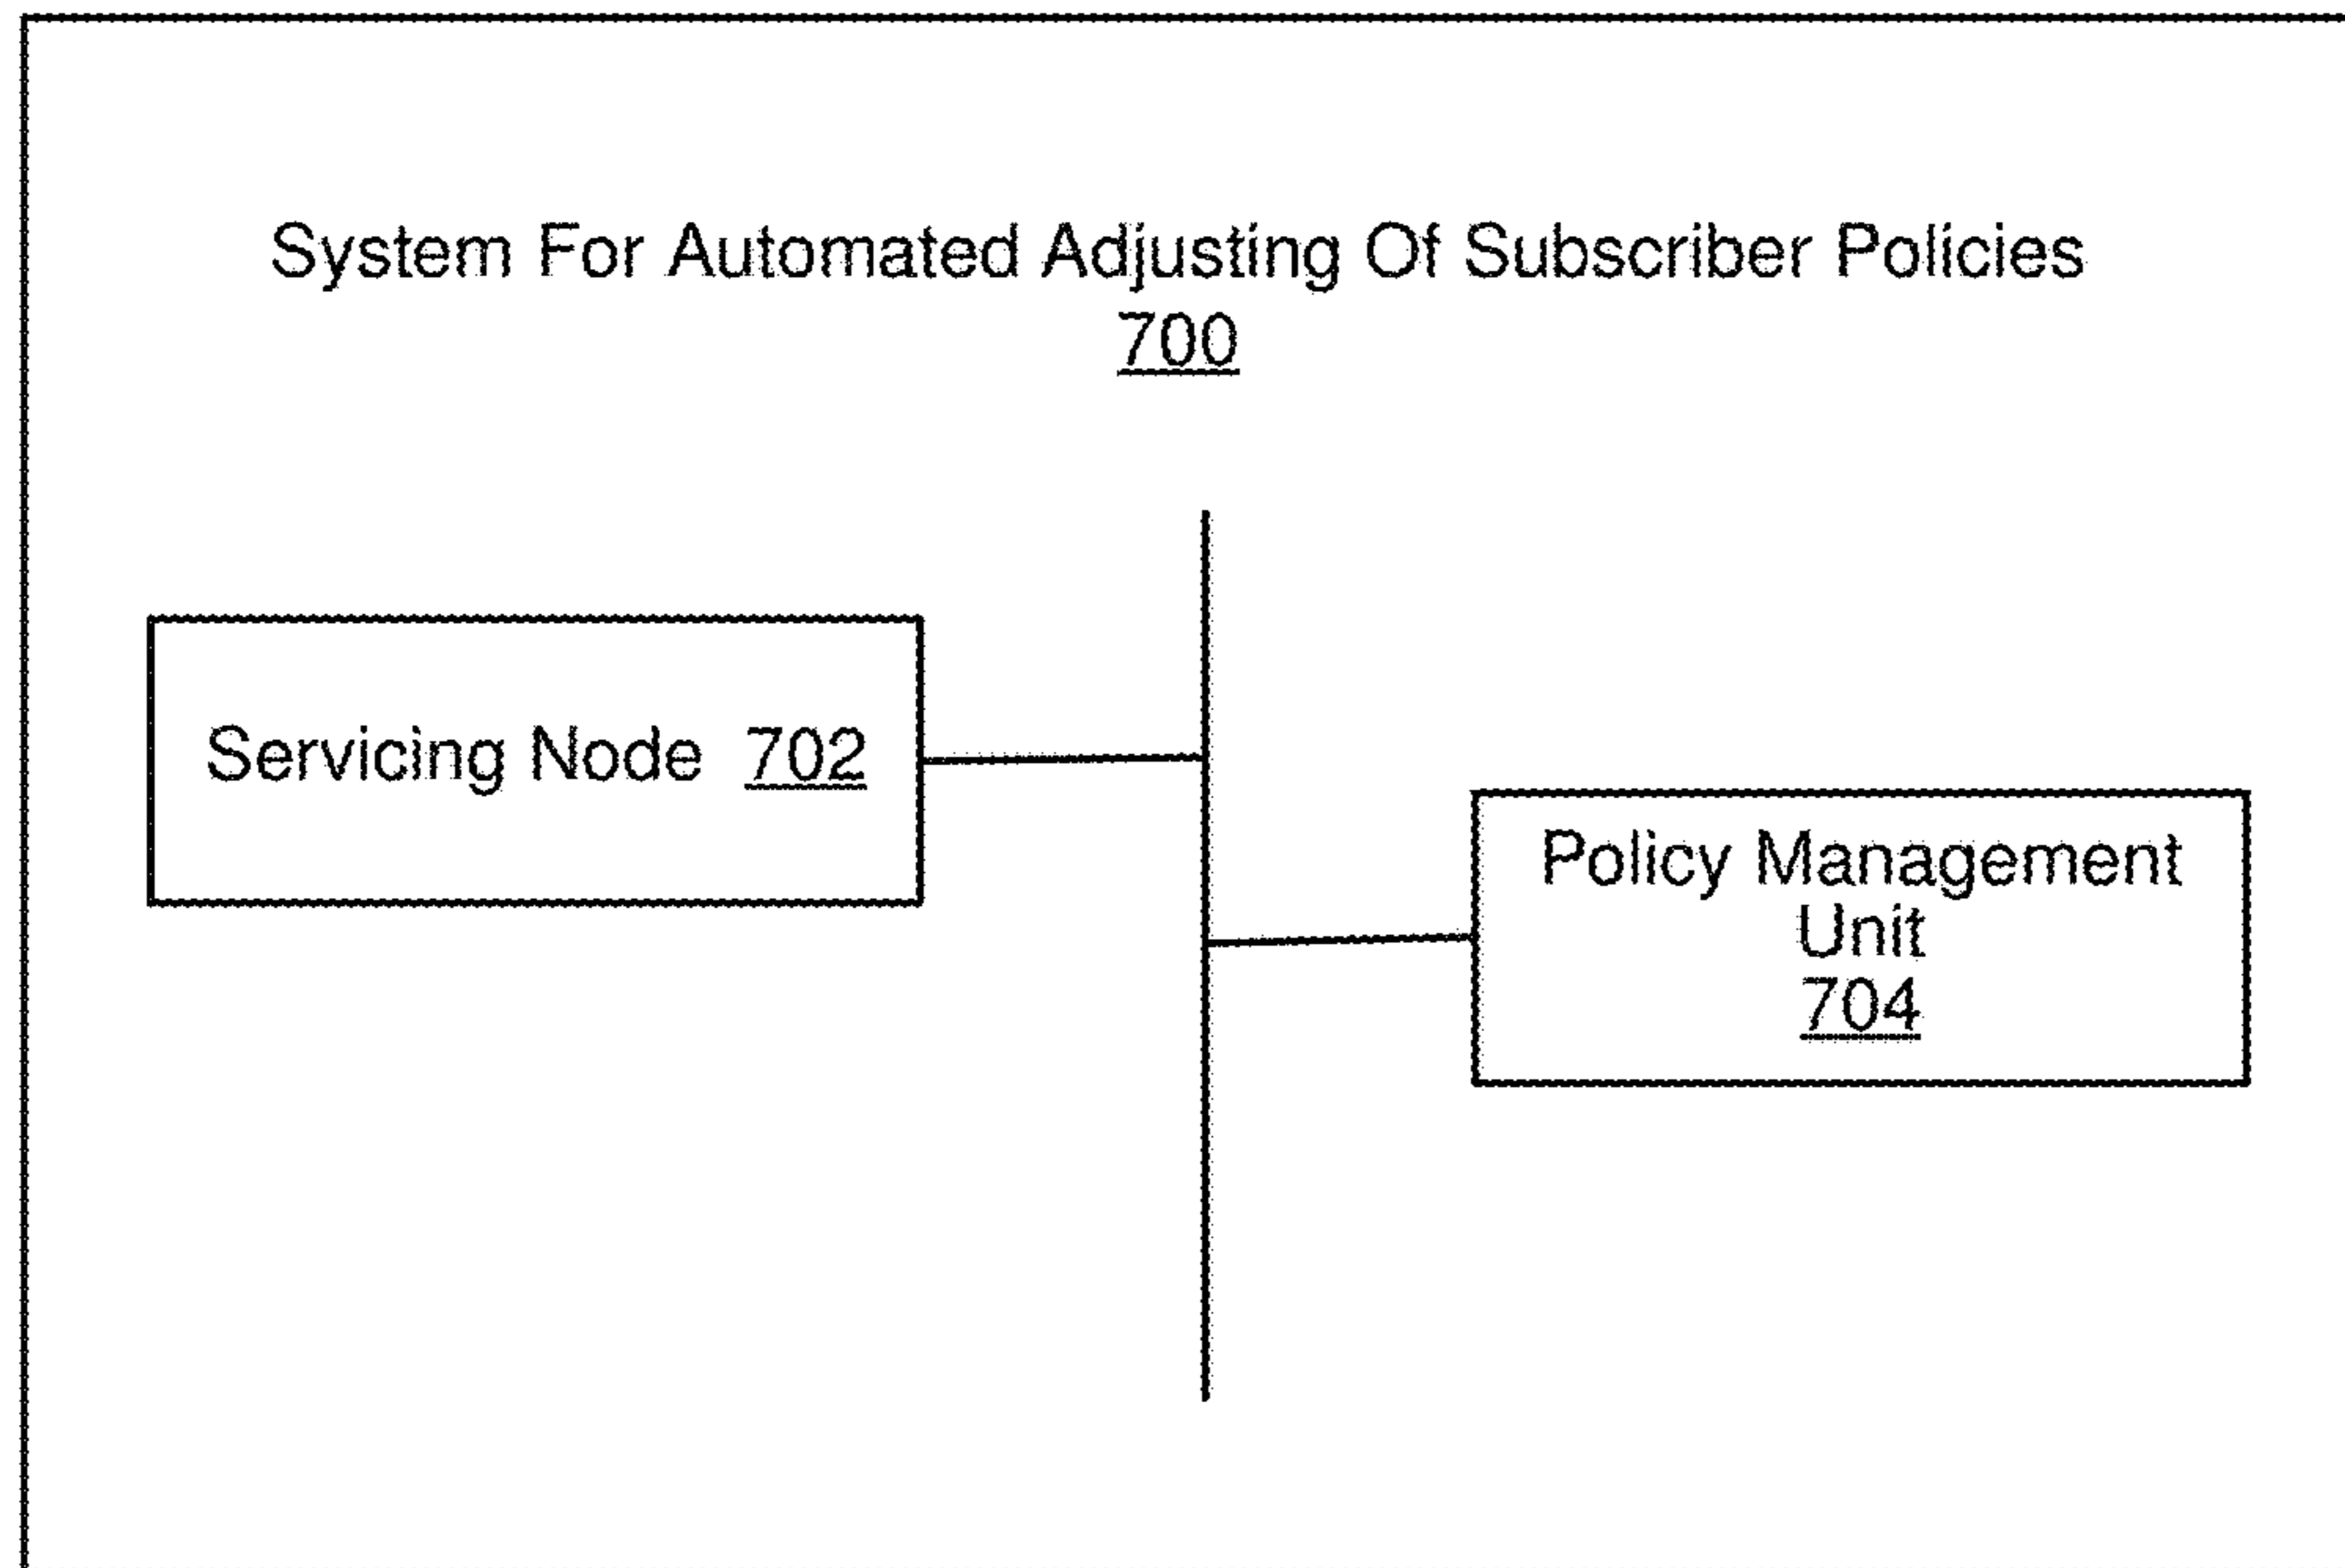 System For Automated Adjusting Of Subscriber Policies
700
Servicing Node 702
Policy Management
Unit
704